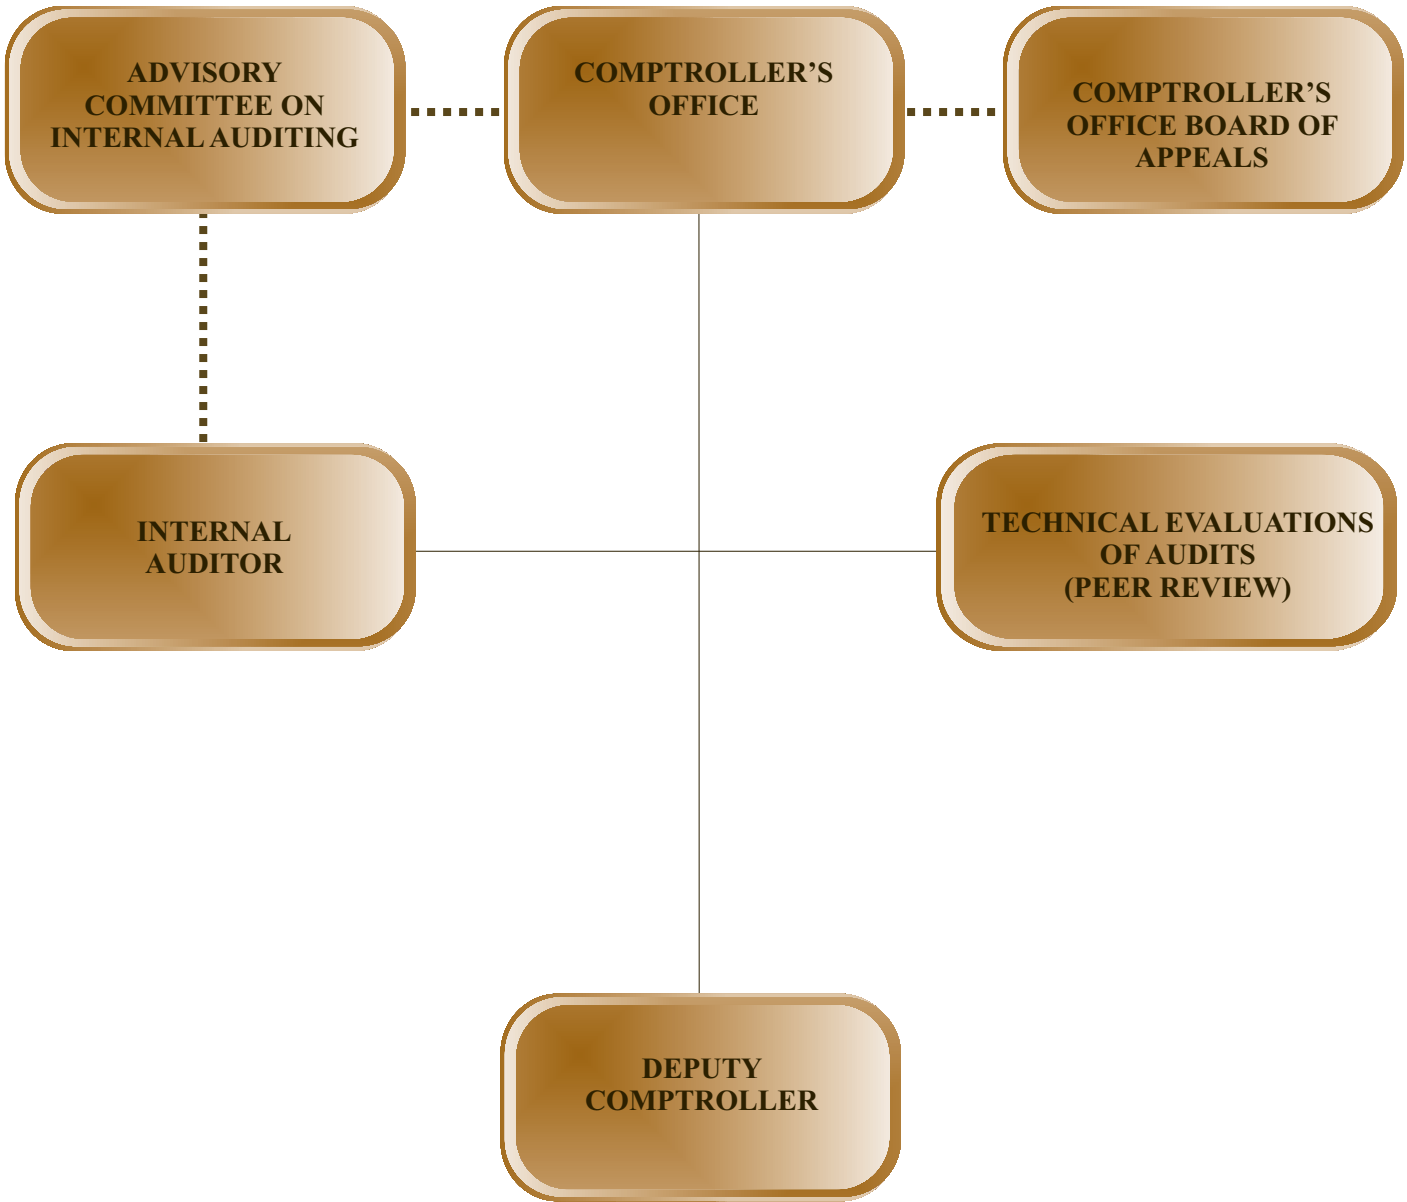 ADVISORY
COMMITTEE ON
INTERNAL AUDITING
COMPTROLLER’S
OFFICE
COMPTROLLER’S
OFFICE BOARD OF
APPEALS
INTERNAL
AUDITOR
TECHNICAL EVALUATIONS
OF AUDITS
(PEER REVIEW)
DEPUTY
COMPTROLLER